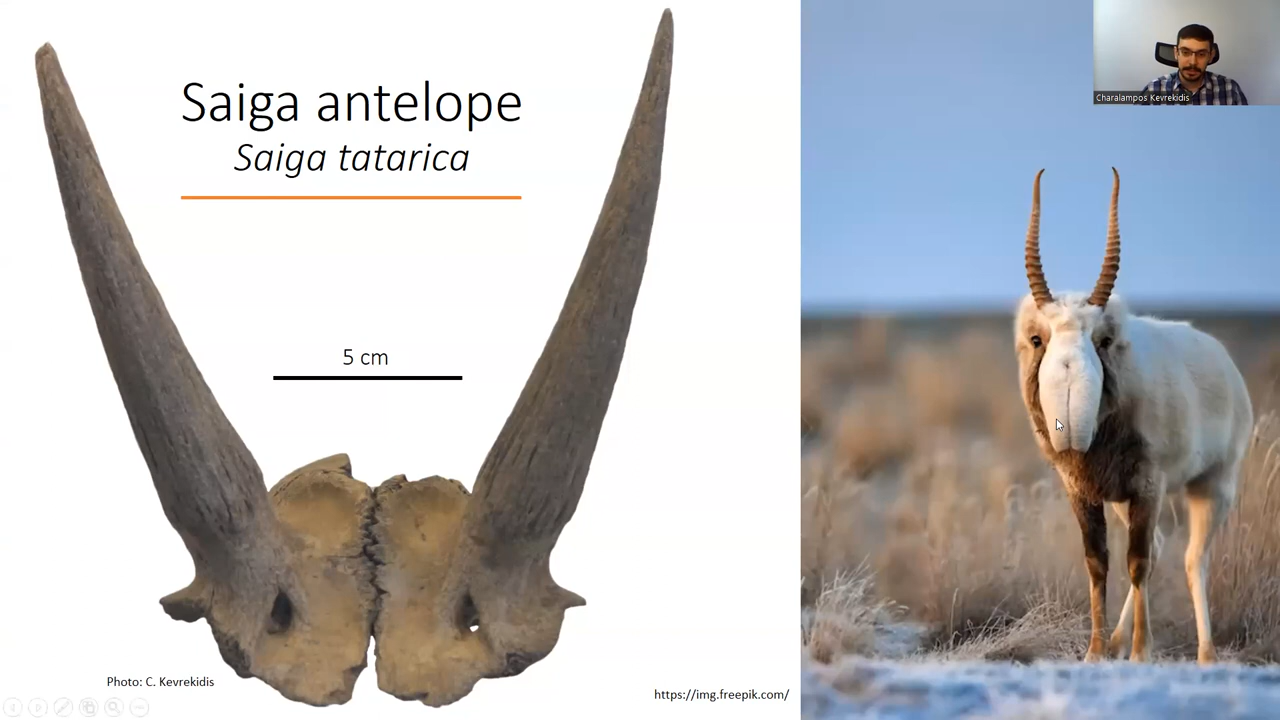 Saiga antelope
Saiga tatarica
5 cm
Photo: C. Kevrekidis
https://img.freepik.com/
Charalampos Kevrekidis